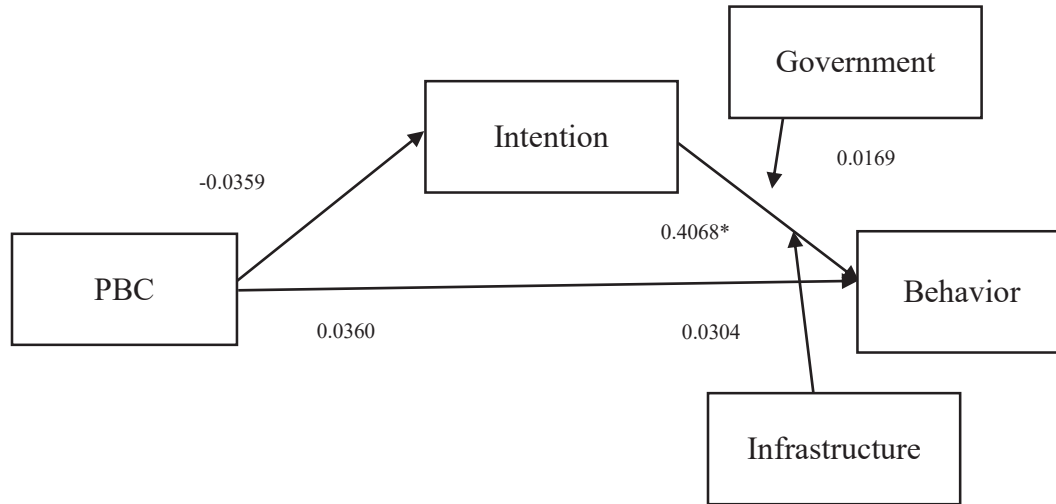 Government
Intention
0.0169
-0.0359
0.4068*
PBC
Behavior
0.0360
0.0304
Infrastructure